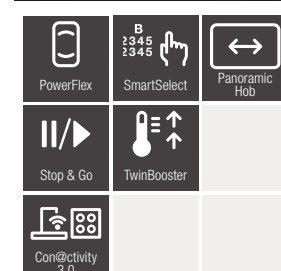 B
2345
2345
PowerFlex
SmartSelect
Panoramic
Hob
Stop & Go
TwinBooster
Con@ctivity
3.0